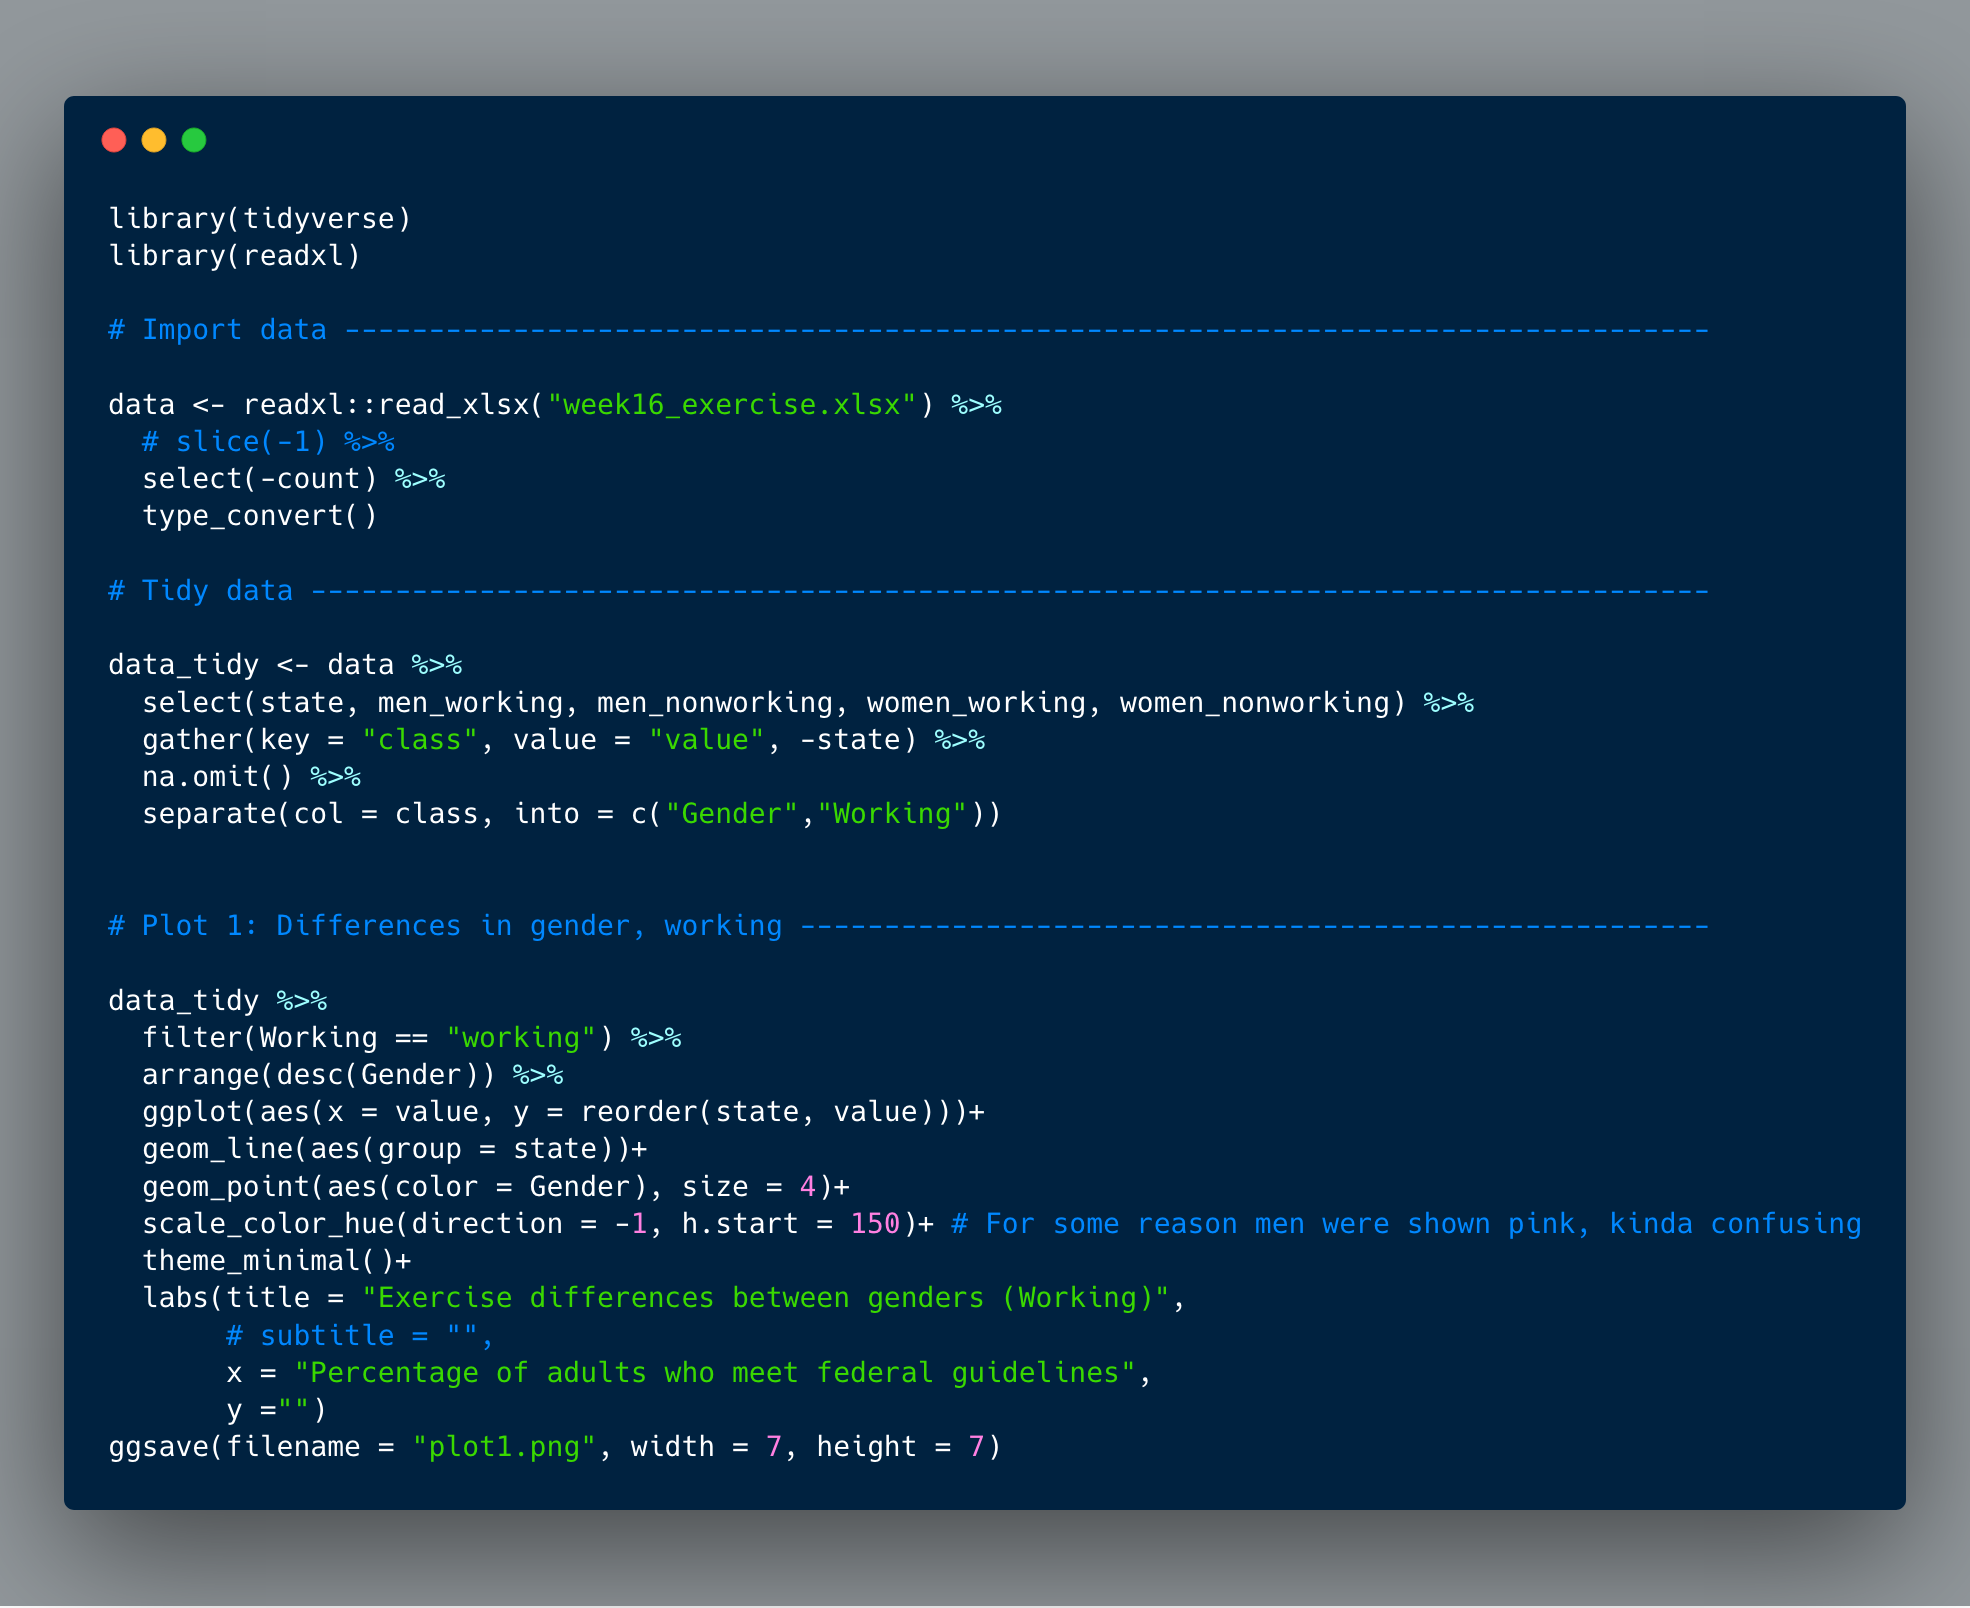 library(tidyverse)
library(readxl)
# Import data ---------------------------------------------------------------------------------
data <- readxl::read_xlsx("week16_exercise.xlsx") %>%
  # slice(-1) %>%
  select(-count) %>%
  type_convert()
# Tidy data -----------------------------------------------------------------------------------
data_tidy <- data %>%
  select(state, men_working, men_nonworking, women_working, women_nonworking) %>%
  gather(key = "class", value = "value", -state) %>%
  na.omit() %>%
  separate(col = class, into = c("Gender","Working"))
# Plot 1: Differences in gender, working ------------------------------------------------------
data_tidy %>%
  filter(Working == "working") %>%
  arrange(desc(Gender)) %>%
  ggplot(aes(x = value, y = reorder(state, value)))+
  geom_line(aes(group = state))+
  geom_point(aes(color = Gender), size = 4)+
  scale_color_hue(direction = -1, h.start = 150)+ # For some reason men were shown pink, kinda confusing
  theme_minimal()+
  labs(title = "Exercise differences between genders (Working)",
       # subtitle = "",
       x = "Percentage of adults who meet federal guidelines",
       y ="")
ggsave(filename = "plot1.png", width = 7, height = 7)